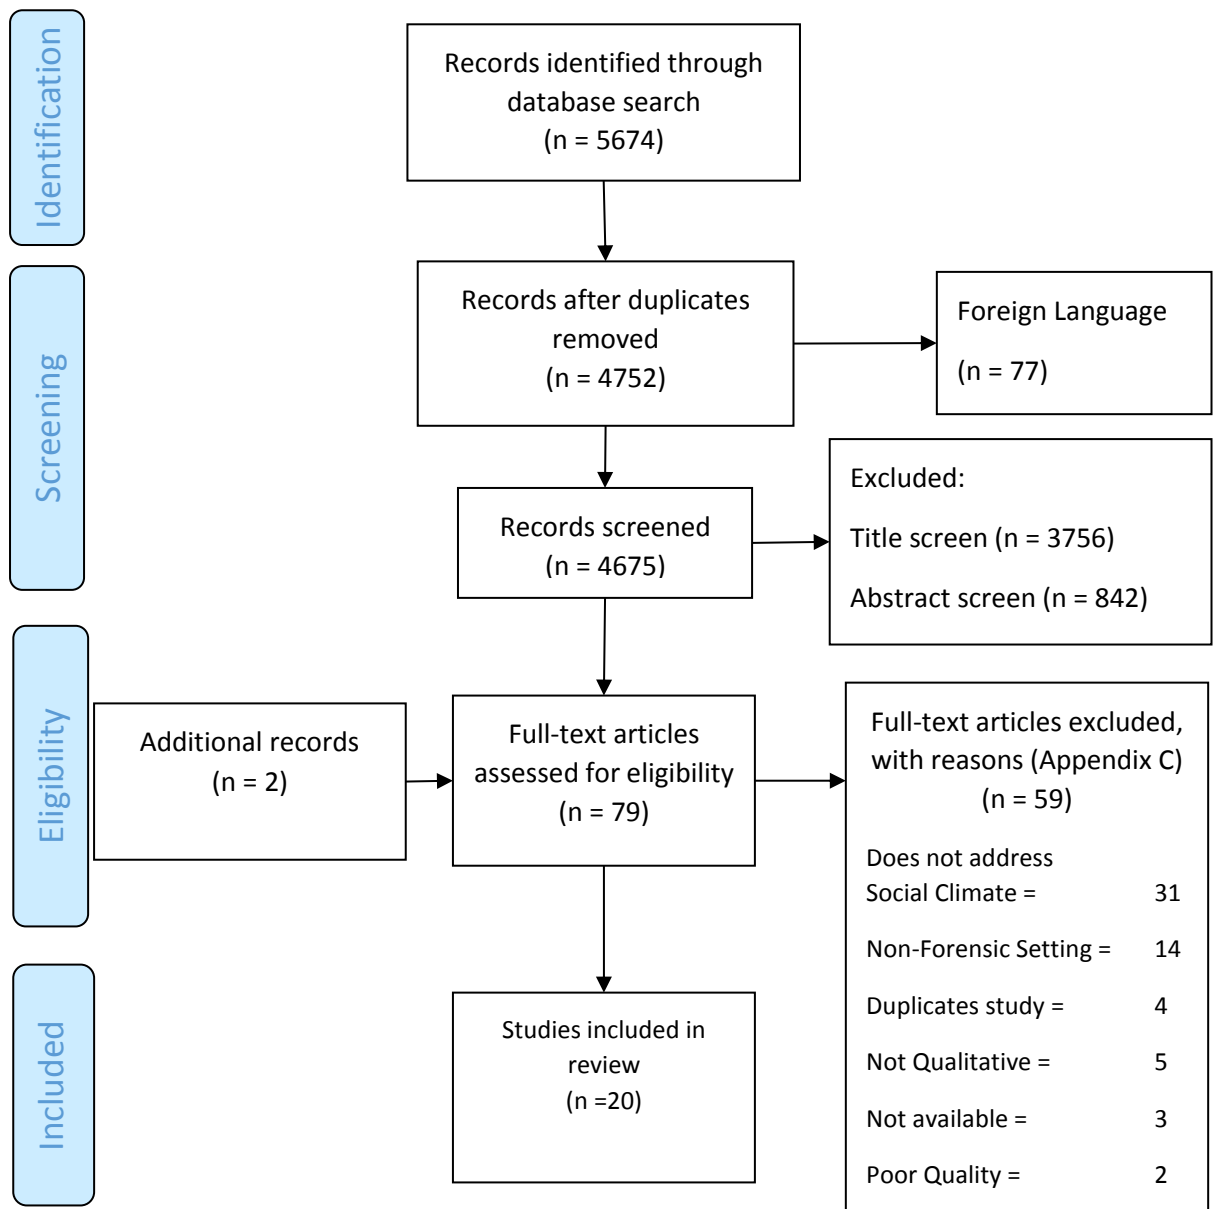 Identification
Records identified through
database search
(n = 5674)
Screening
Records after duplicates
removed
(n = 4752)
Foreign Language
(n = 77)
Records screened
(n = 4675)
Excluded:
Title screen (n = 3756)
Abstract screen (n = 842)
Eligibility
Additional records
(n = 2)
Full-text articles
assessed for eligibility
(n = 79)
Full-text articles excluded,
with reasons (Appendix C)
(n = 59)
Does not address
Social Climate = 31
Non-Forensic Setting = 14
Duplicates study = 4
Not Qualitative = 5
Not available = 3
Poor Quality = 2
Included
Studies included in
review
(n =20)